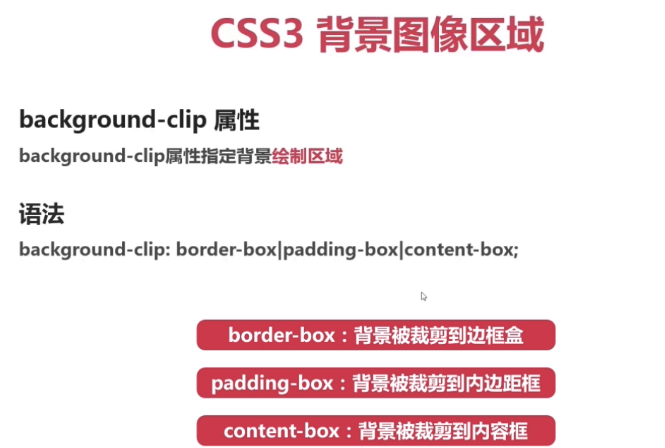 CSS3 背景图像区域
background-clip 属性
background-clip属性指定背景绘制区域
语法
background-clip: border-box|padding-box|content-box;
border-box：背景被裁剪到边框盒
padding-box：背景被裁剪到内边距框
content-box：背景被裁剪到内容框